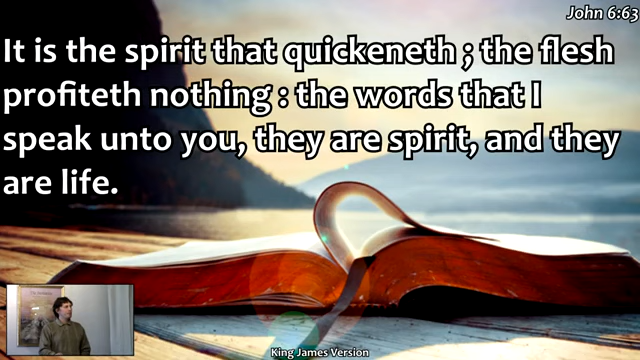 John 6:63
It is the spirit that quickeneth ; the flesh
profiteth nothing : the words that I
speak unto you, they are spirit, and they
are life.
King James Version